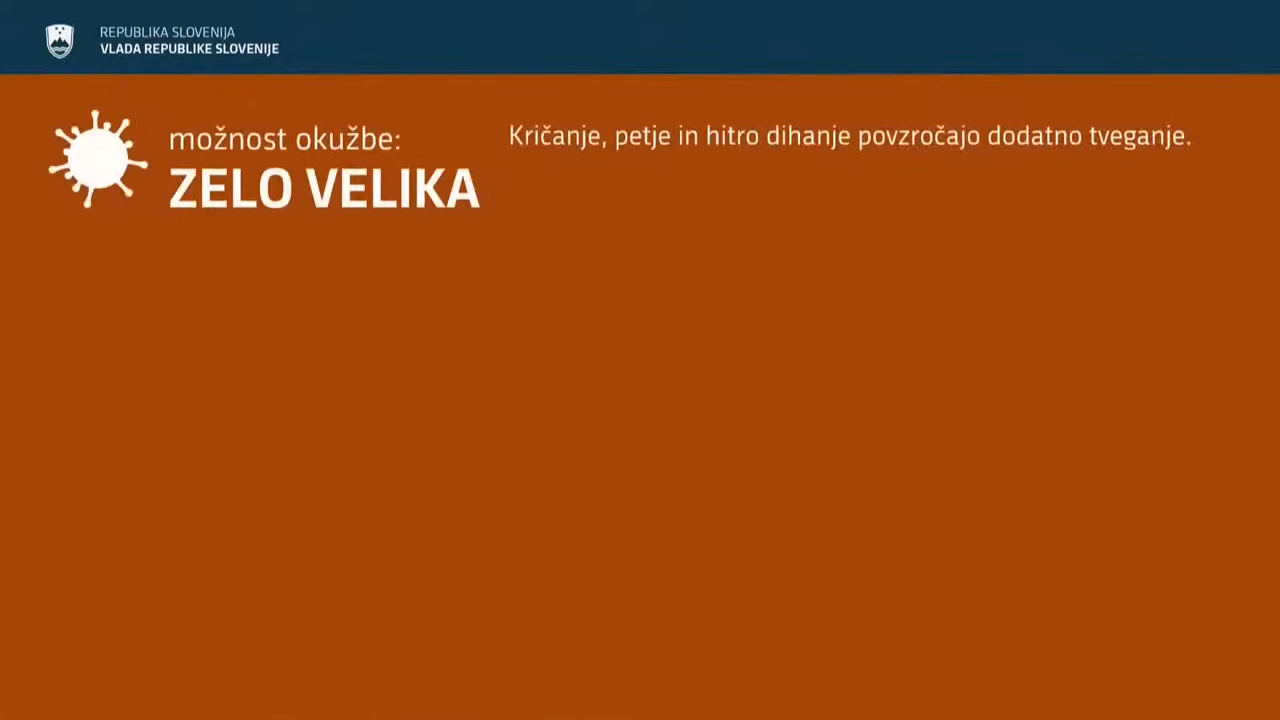 REPUBLIKA SLOVENIJA
VLADA REPUBLIKE SLOVENIJE
možnost okužbe:
ZELO VELIKA
Kričanje, petje in hitro dihanje povzročajo dodatno tveganje.